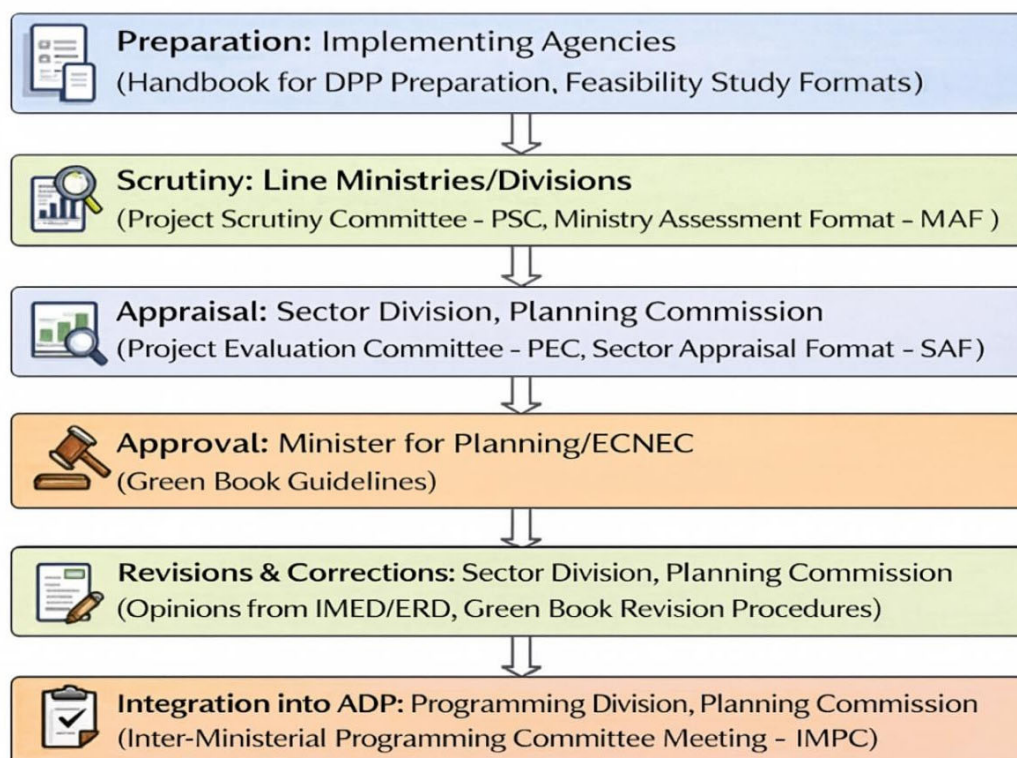 Preparation: Implementing Agencies
(Handbook for DPP Preparation, Feasibility Study Formats)
Scrutiny: Line Ministries/Divisions
(Project Scrutiny Committee - PSC, Ministry Assessment Format - MAF )
Appraisal: Sector Division, Planning Commission
(Project Evaluation Committee - PEC, Sector Appraisal Format - SAF)
Approval: Minister for Planning/ECNEC
(Green Book Guidelines)
Revisions & Corrections: Sector Division, Planning Commission
(Opinions from IMED/ERD, Green Book Revision Procedures)
Integration into ADP: Programming Division, Planning Commission
(Inter-Ministerial Programming Committee Meeting - IMPC)